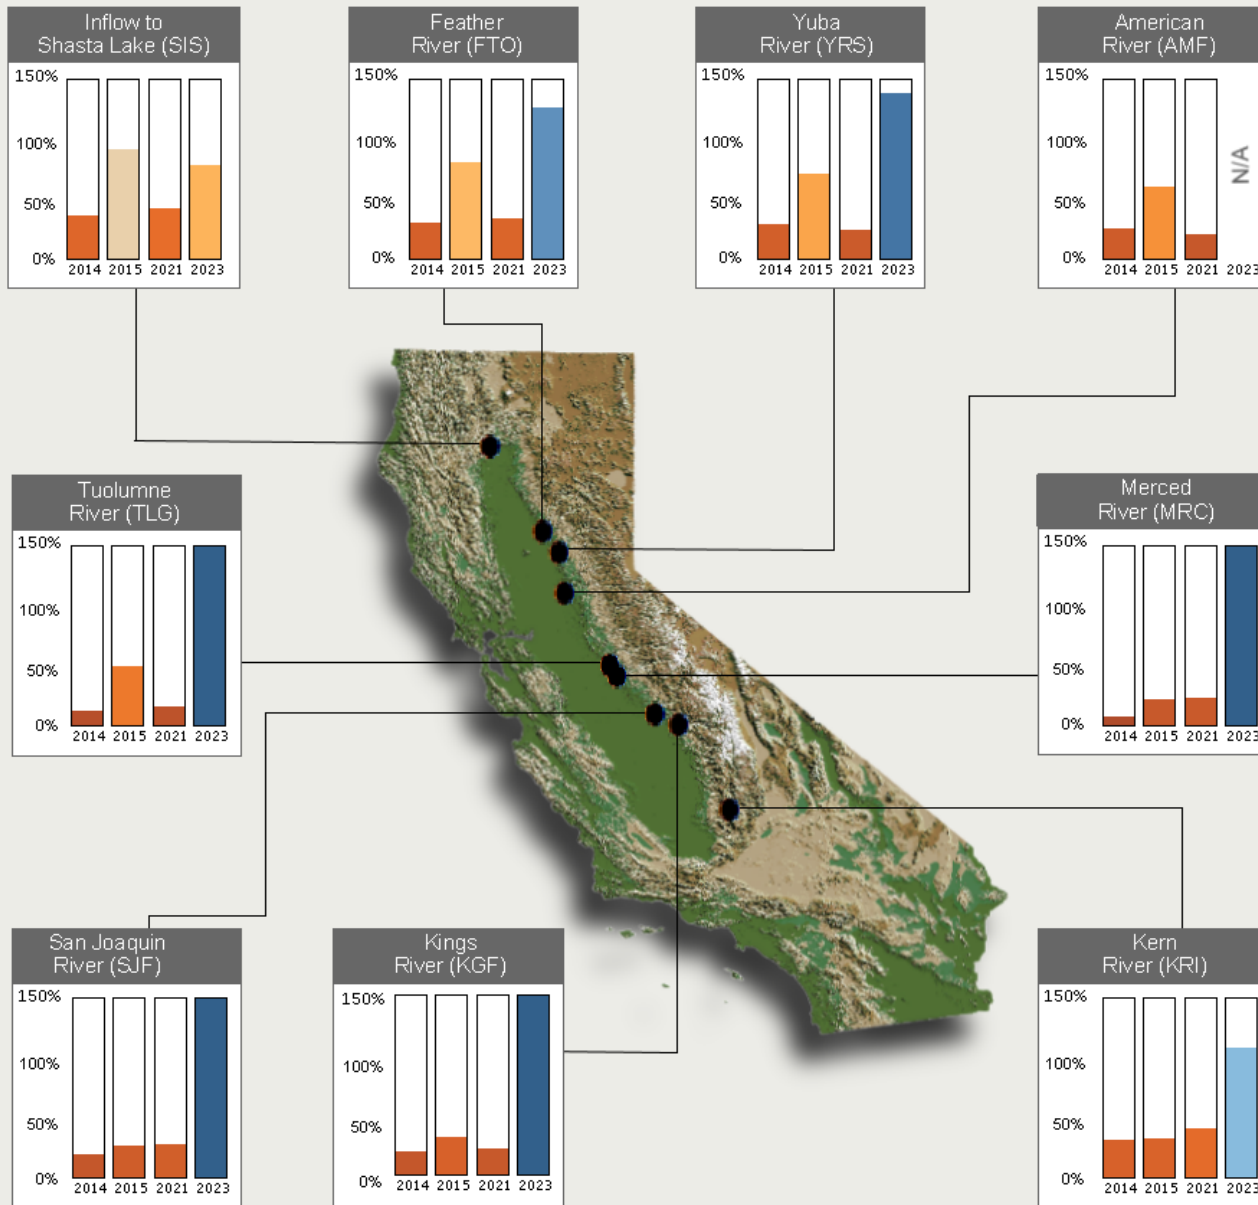 Inflow to
Shasta Lake (SIS)
150%
100%
50%
0%
2014 2015 2021 2023
Feather
River (FTO)
150%
100%
50%
0%
2014 2015 2021 2023
Yuba
River (YRS)
150%
100%
50%
0%
2014 2015 2021 2023
American
River (AMF)
150%
100%
50%
0%
N/A
2014 2015 2021 2023
Tuolumne
River (TLG)
150%
100%
50%
0%
2014 2015 2021 2023
Merced
River (MRC)
150%
100%
50%
0%
2014 2015 2021 2023
San Joaquin
River (SJF)
150%
100%
50%
0%
2014 2015 2021 2023
Kings
River (KGF)
150%
100%
50%
0%
2014 2015 2021 2023
Kern
River (KRI)
150%
100%
50%
0%
2014 2015 2021 2023